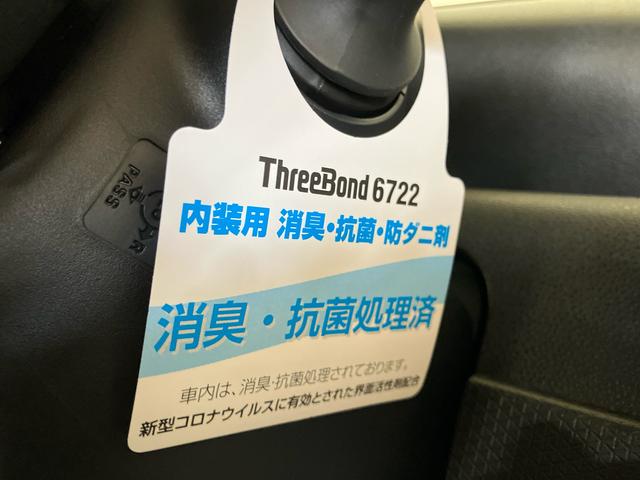 ThreeBond 6722
内装用 消臭・抗菌・防ダニ剤
消臭・抗菌処理済
車内は、消臭・抗菌処理されております。
新型コロナウイルスに有効とされた界面活性剤配合
PASS